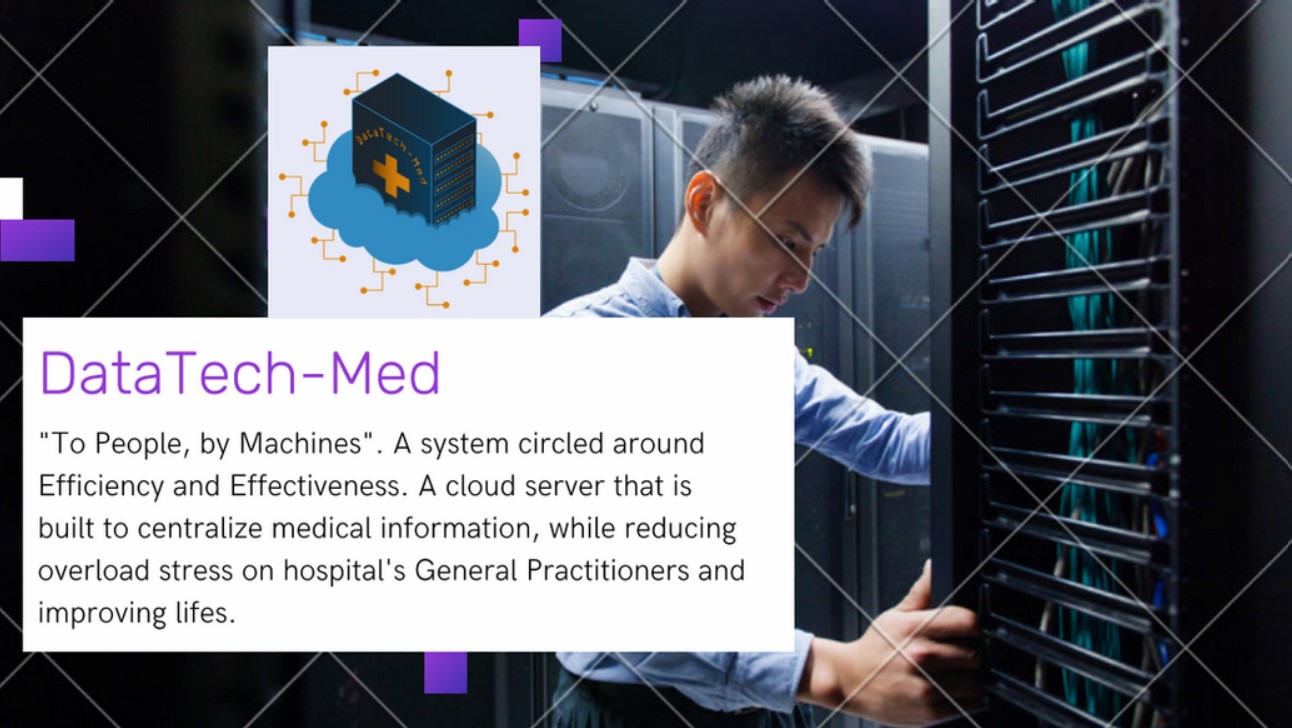 DataTech-Med
DataTech-Med
"To People, by Machines". A system circled around
Efficiency and Effectiveness. A cloud server that is
built to centralize medical information, while reducing
overload stress on hospital's General Practitioners and
improving lifes.